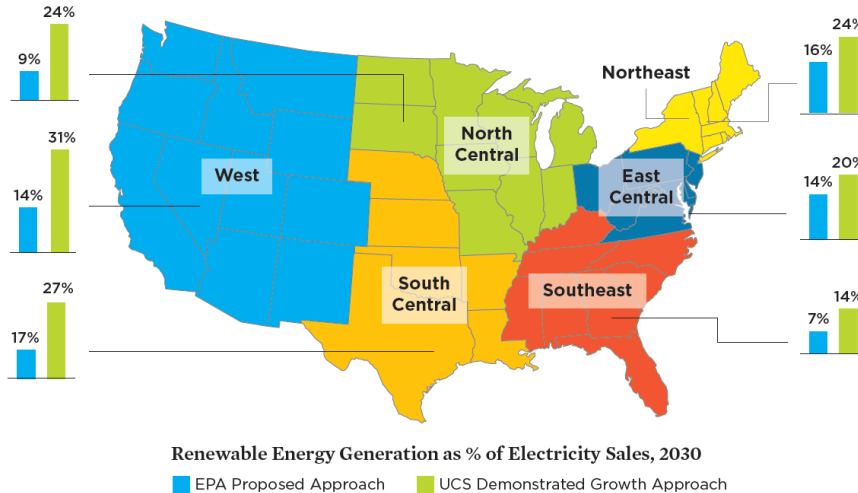 24%
9%
31%
14%
27%
17%
West
North
Central
South
Central
Northeast
East
Central
Southeast
24%
16%
20%
14%
14%
7%
Renewable Energy Generation as % of Electricity Sales, 2030
EPA Proposed Approach
UCS Demonstrated Growth Approach